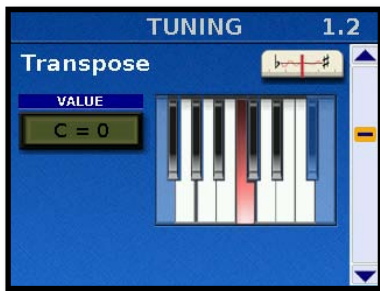 TUNING 1.2
Transpose
♭ ♯
VALUE
C = 0